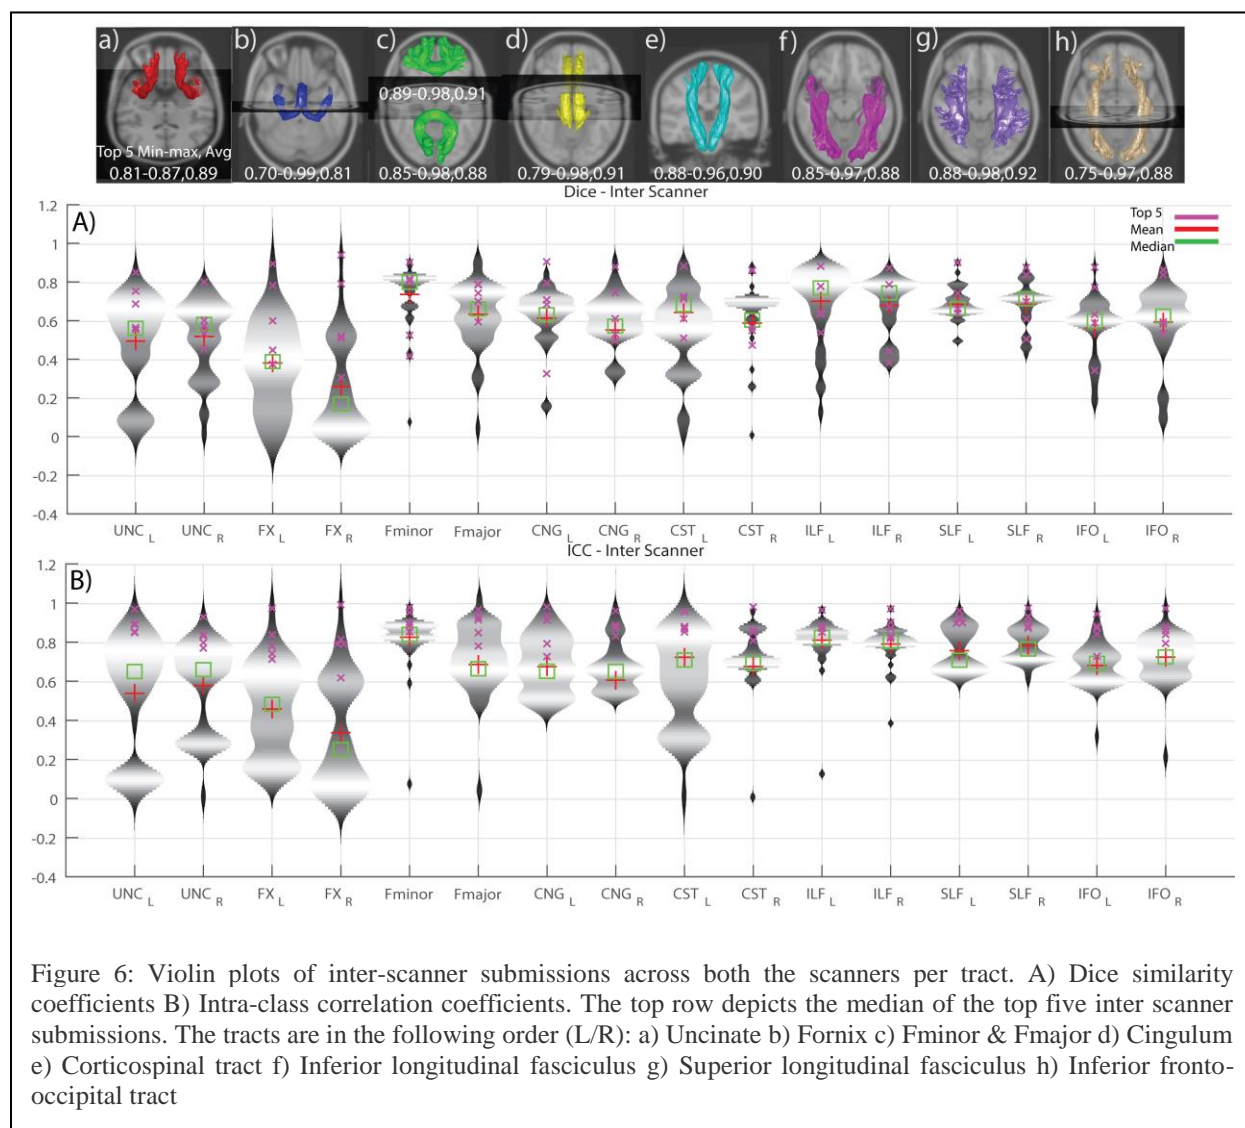 a) b) c) d) e) f) g) h)
0.89-0.98,0.91
Top 5 Min-max, Avg
0.81-0.87,0.89 0.70-0.99,0.81 0.85-0.98,0.88 0.79-0.98,0.91 0.88-0.96,0.90 0.85-0.97,0.88 0.88-0.98,0.92 0.75-0.97,0.88
Dice - Inter Scanner
A)
Top 5
Mean
Median
1.2
1
0.8
0.6
0.4
0.2
0
-0.2
-0.4
UNC L UNC R FX L FX R Fminor Fmajor CNG L CNG R CST L CST R ILF L ILF R SLF L SLF R IFO L IFO R
ICC - Inter Scanner
B)
1.2
1
0.8
0.6
0.4
0.2
0
-0.2
-0.4
UNC L UNC R FX L FX R Fminor Fmajor CNG L CNG R CST L CST R ILF L ILF R SLF L SLF R IFO L IFO R
Figure 6: Violin plots of inter-scanner submissions across both the scanners per tract. A) Dice similarity
coefficients B) Intra-class correlation coefficients. The top row depicts the median of the top five inter scanner
submissions. The tracts are in the following order (L/R): a) Uncinate b) Fornix c) Fminor & Fmajor d) Cingulum
e) Corticospinal tract f) Inferior longitudinal fasciculus g) Superior longitudinal fasciculus h) Inferior fronto-
occipital tract